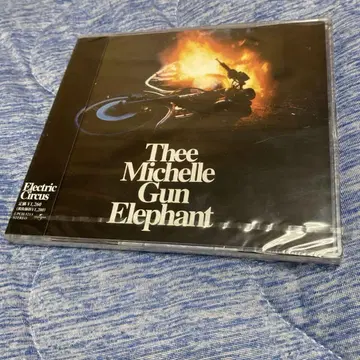 Thee
Michelle
Gun
Elephant
Electric
Circus